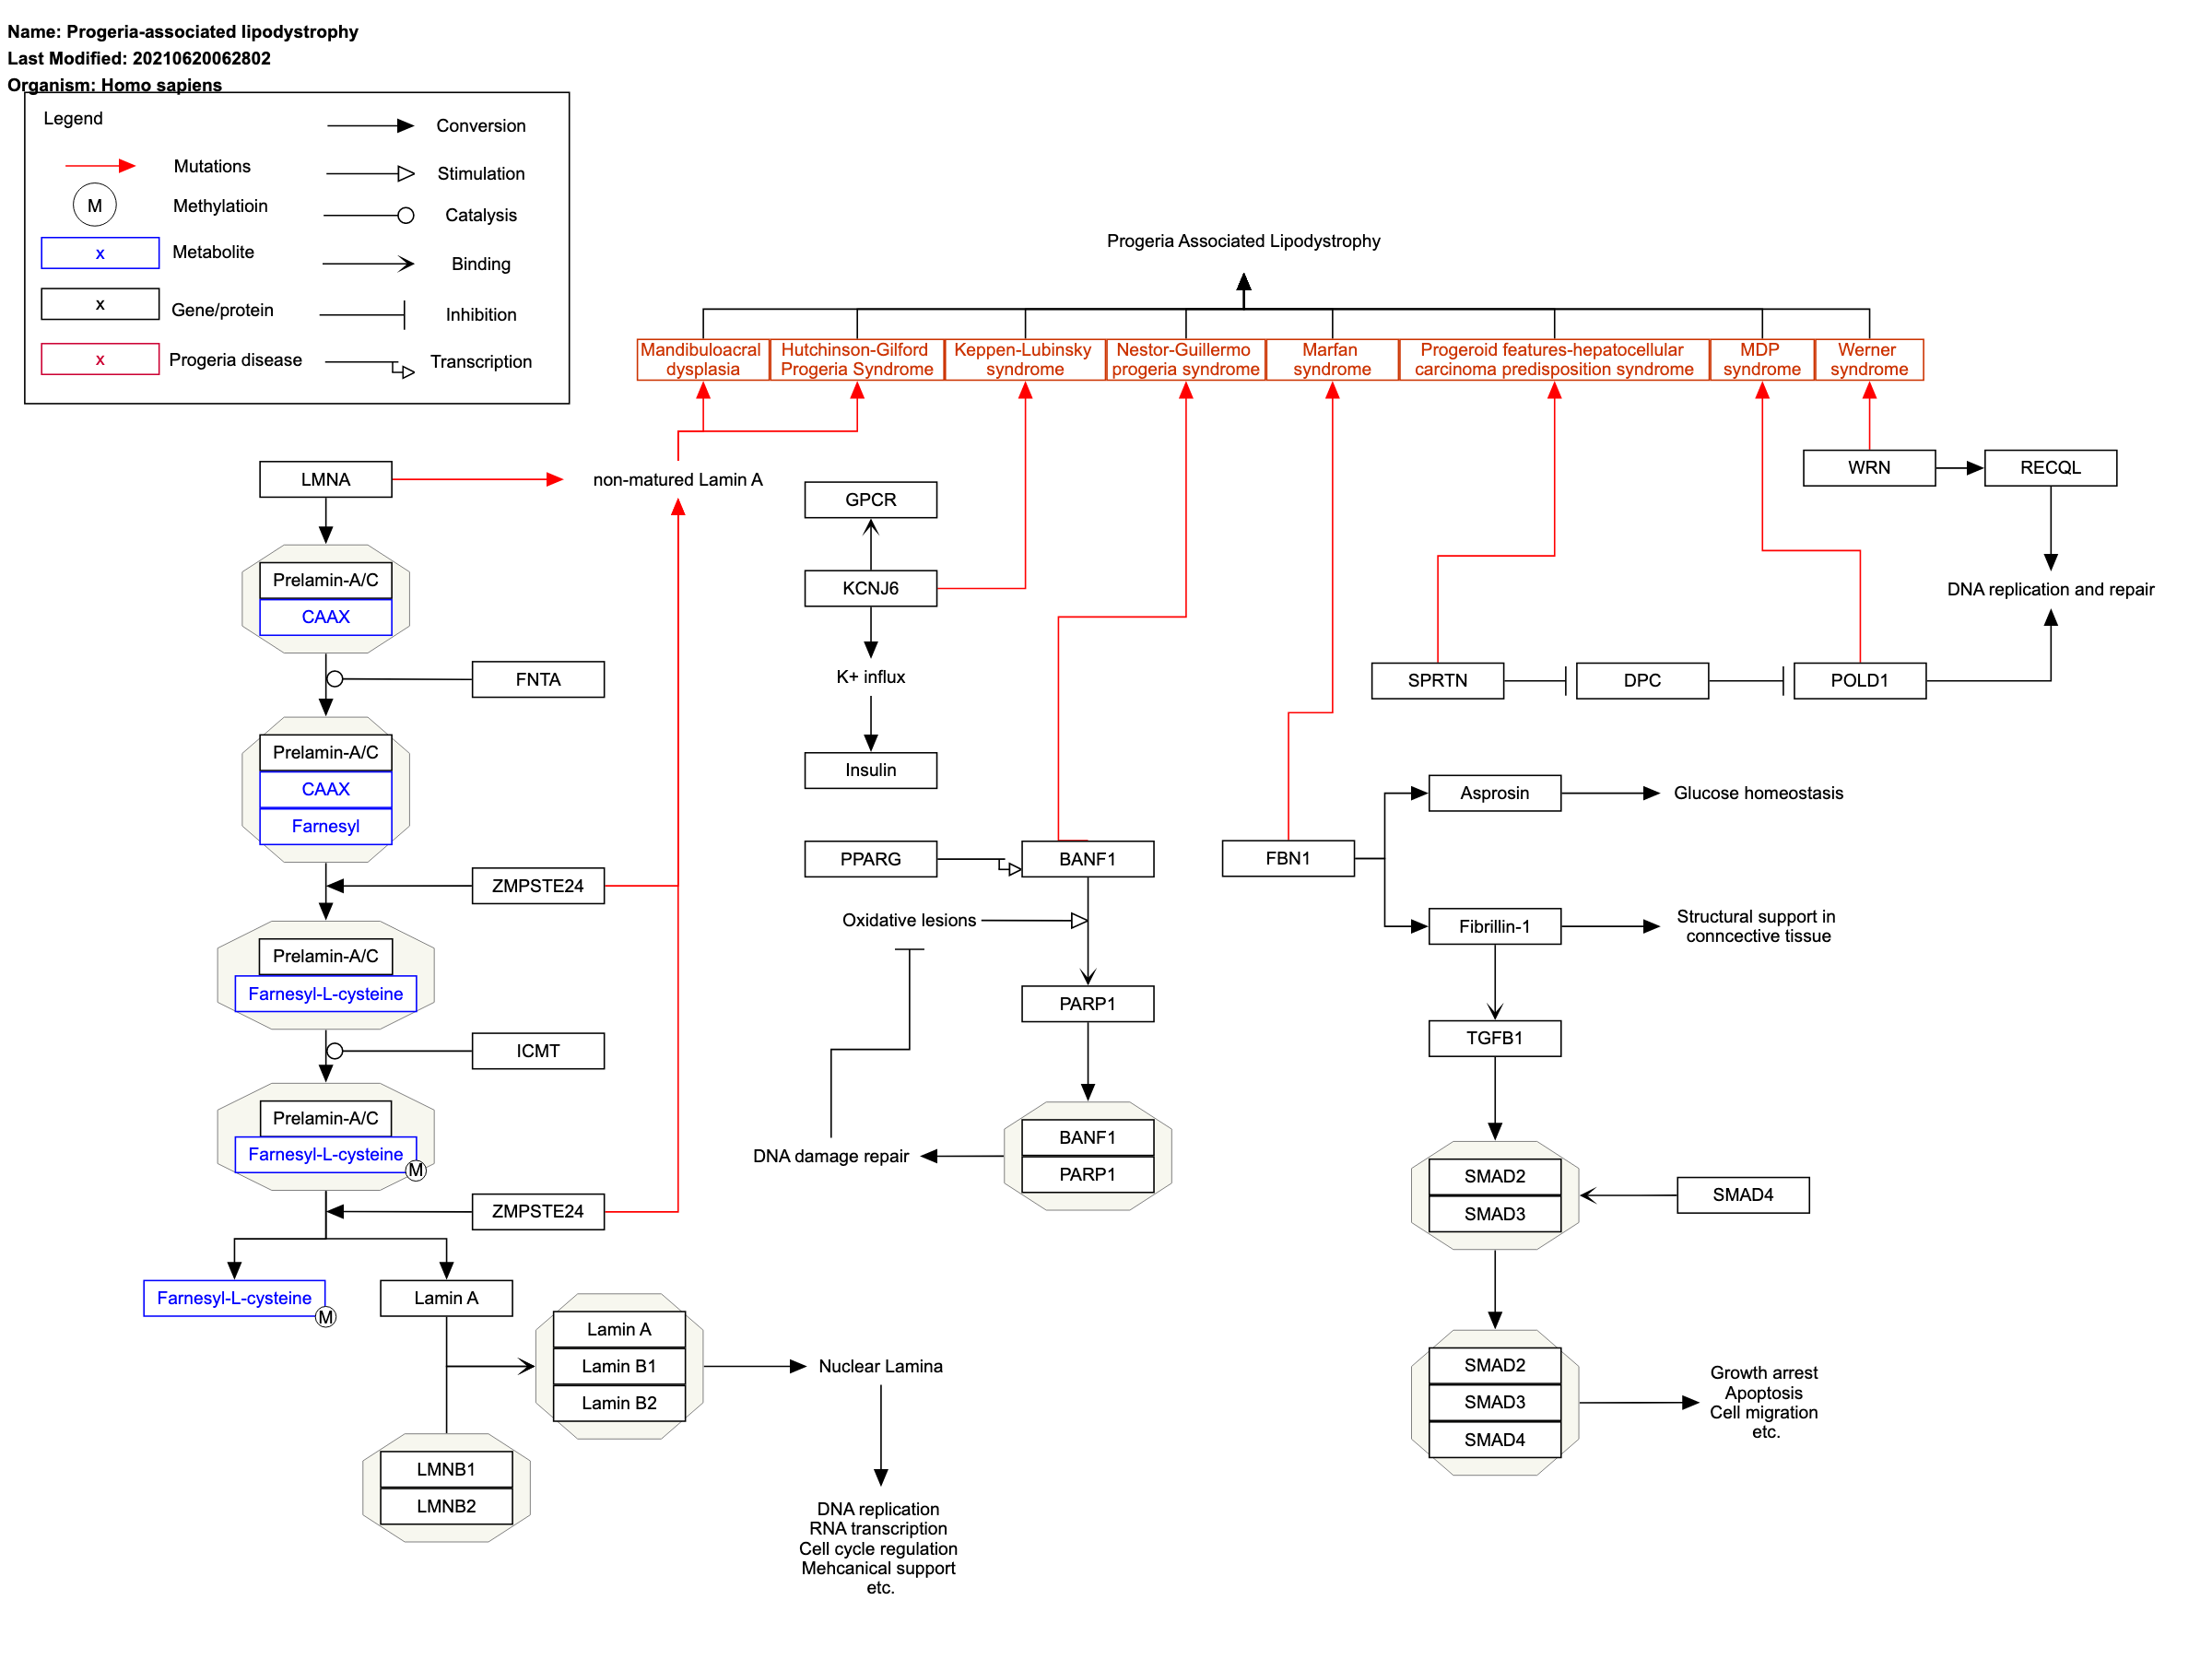 Name: Progeria-associated lipodystrophy
Last Modified: 20210620062802
Organism: Homo sapiens
Legend
Mutations
M
Methylatioin
x
Metabolite
x
Gene/protein
x
Progeria disease
Conversion
Stimulation
Catalysis
Binding
Inhibition
Transcription
Progeria Associated Lipodystrophy
Mandibuloacral
dysplasia
Hutchinson-Gilford
Progeria Syndrome
Keppen-Lubinsky
syndrome
Nestor-Guillermo
progeria syndrome
Marfan
syndrome
Progeroid features-hepatocellular
carcinoma predisposition syndrome
MDP
syndrome
Werner
syndrome
LMNA
non-matured Lamin A
Prelamin-A/C
CAAX
FNTA
Prelamin-A/C
CAAX
Farnesyl
ZMPSTE24
Prelamin-A/C
Farnesyl-L-cysteine
ICMT
Prelamin-A/C
Farnesyl-L-cysteine
M
ZMPSTE24
Farnesyl-L-cysteine
M
Lamin A
Lamin A
Lamin B1
Lamin B2
LMNB1
LMNB2
Nuclear Lamina
DNA replication
RNA transcription
Cell cycle regulation
Mehcanical support
etc.
GPCR
KCNJ6
K+ influx
Insulin
PPARG
BANF1
Oxidative lesions
PARP1
BANF1
PARP1
DNA damage repair
WRN
RECQL
DNA replication and repair
SPRTN
DPC
POLD1
FBN1
Asprosin
Glucose homeostasis
Fibrillin-1
Structural support in
conncective tissue
TGFB1
SMAD2
SMAD3
SMAD4
SMAD2
SMAD3
SMAD4
Growth arrest
Apoptosis
Cell migration
etc.